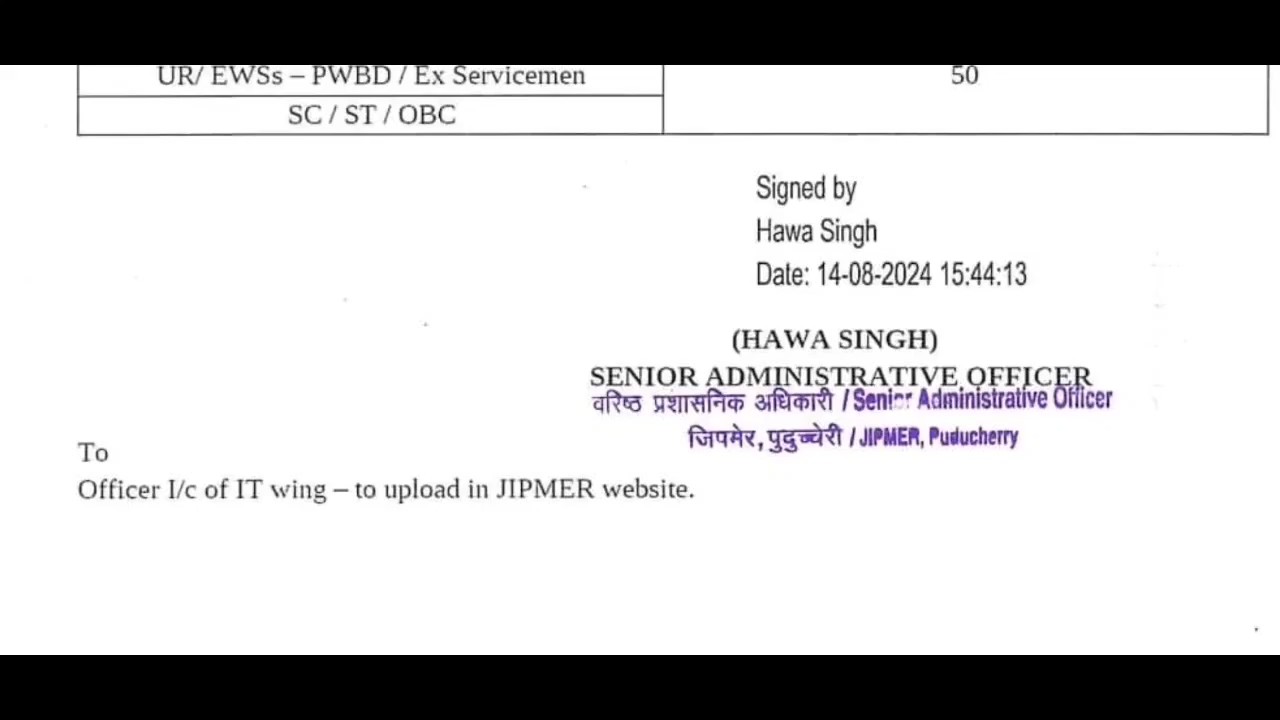 UR/ EWSs – PWBD / Ex Servicemen
50
SC / ST / OBC
Signed by
Hawa Singh
Date: 14-08-2024 15:44:13
(HAWA SINGH)
SENIOR ADMINISTRATIVE OFFICER
वरिष्ठ प्रशासनिक अधिकारी / Senior Administrative Officer
जिपमेर, पुदुच्चेरी / JIPMER, Puducherry
To
Officer I/c of IT wing – to upload in JIPMER website.